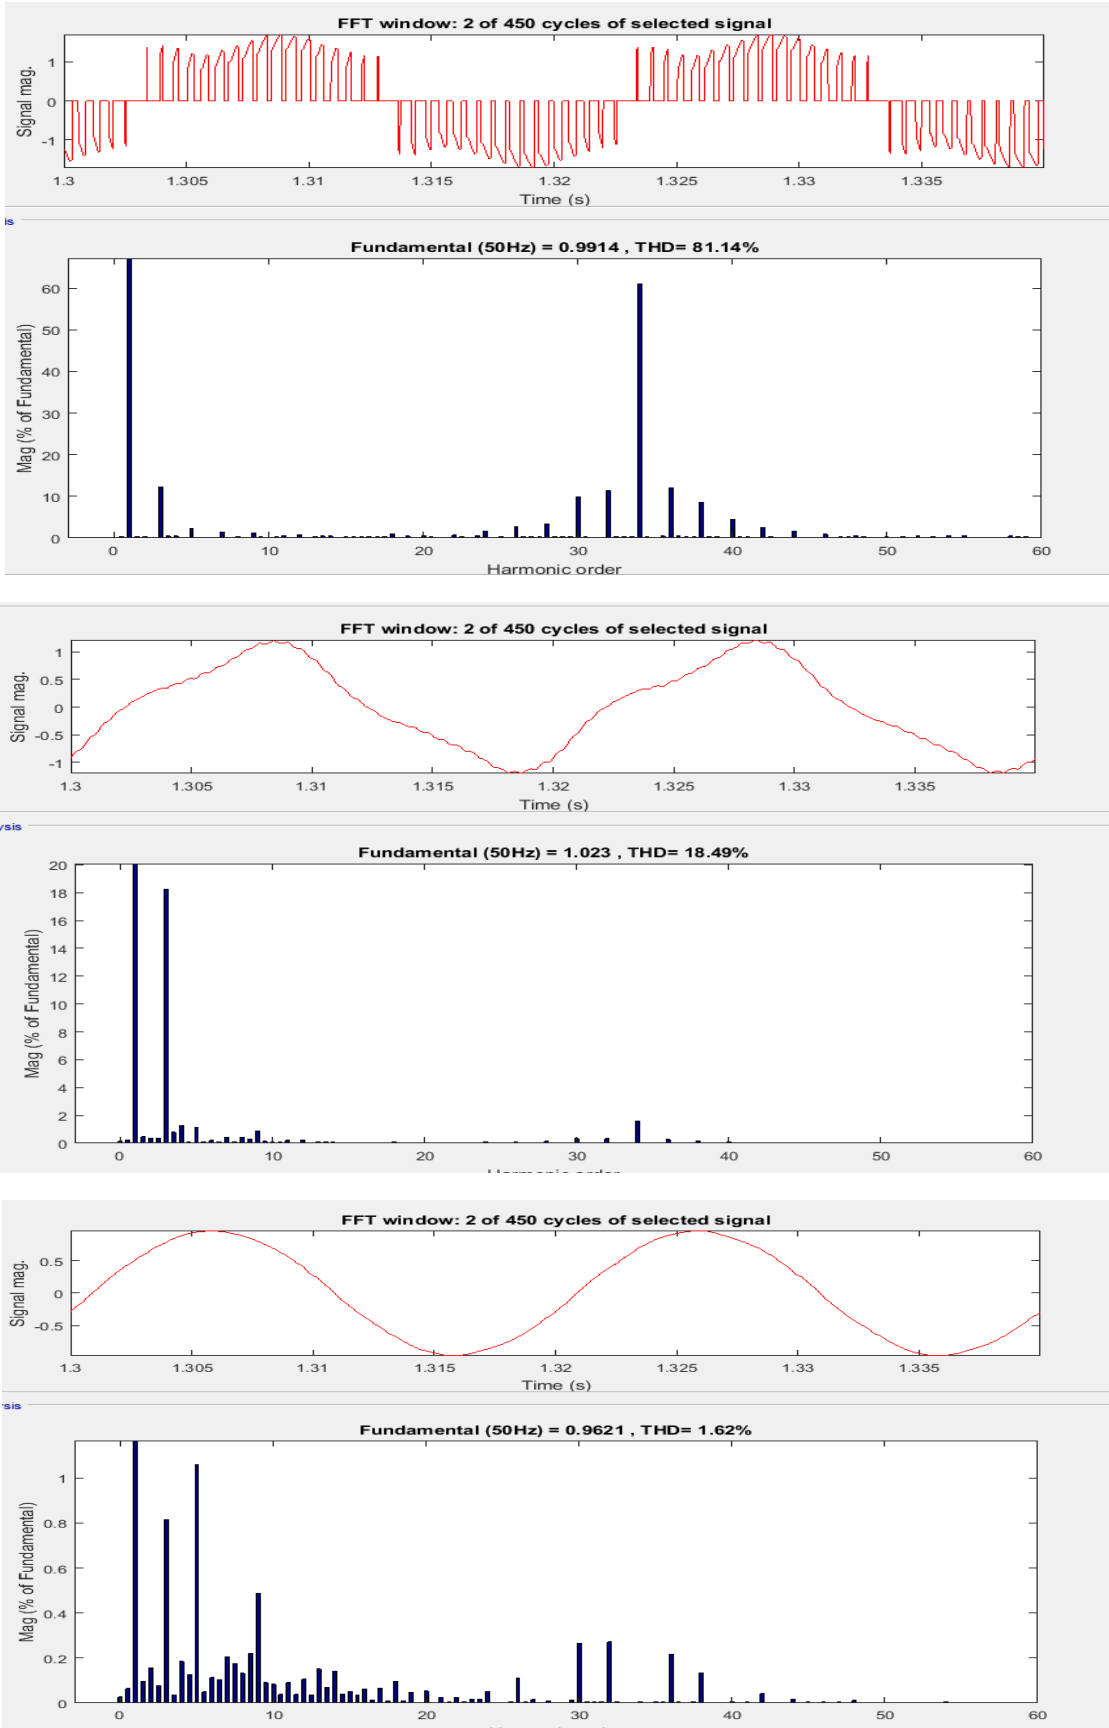 FFT window: 2 of 450 cycles of selected signal
Signal mag.
1
0
-1
1.3 1.305 1.31 1.315 1.32 1.325 1.33 1.335
Time (s)
is
Fundamental (50Hz) = 0.9914 , THD= 81.14%
Mag (% of Fundamental)
60
50
40
30
20
10
0
0 10 20 30 40 50 60
Harmonic order
FFT window: 2 of 450 cycles of selected signal
Signal mag.
1
0.5
0
-0.5
-1
1.3 1.305 1.31 1.315 1.32 1.325 1.33 1.335
Time (s)
ysis
Fundamental (50Hz) = 1.023 , THD= 18.49%
Mag (% of Fundamental)
20
18
16
14
12
10
8
6
4
2
0
0 10 20 30 40 50 60
FFT window: 2 of 450 cycles of selected signal
Signal mag.
0.5
0
-0.5
1.3 1.305 1.31 1.315 1.32 1.325 1.33 1.335
Time (s)
sis
Fundamental (50Hz) = 0.9621 , THD= 1.62%
Mag (% of Fundamental)
1
0.8
0.6
0.4
0.2
0
0 10 20 30 40 50 60